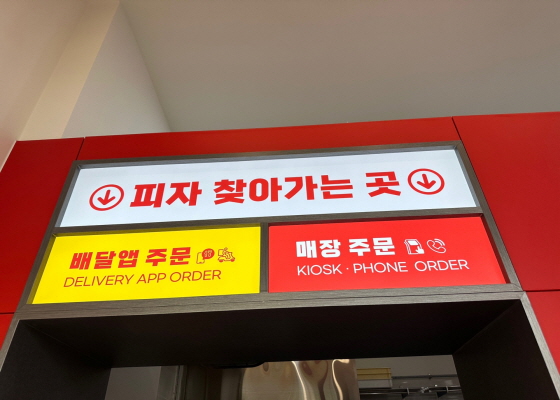 피자 찾아가는 곳
배달앱 주문
DELIVERY APP ORDER
매장 주문
KIOSK · PHONE ORDER